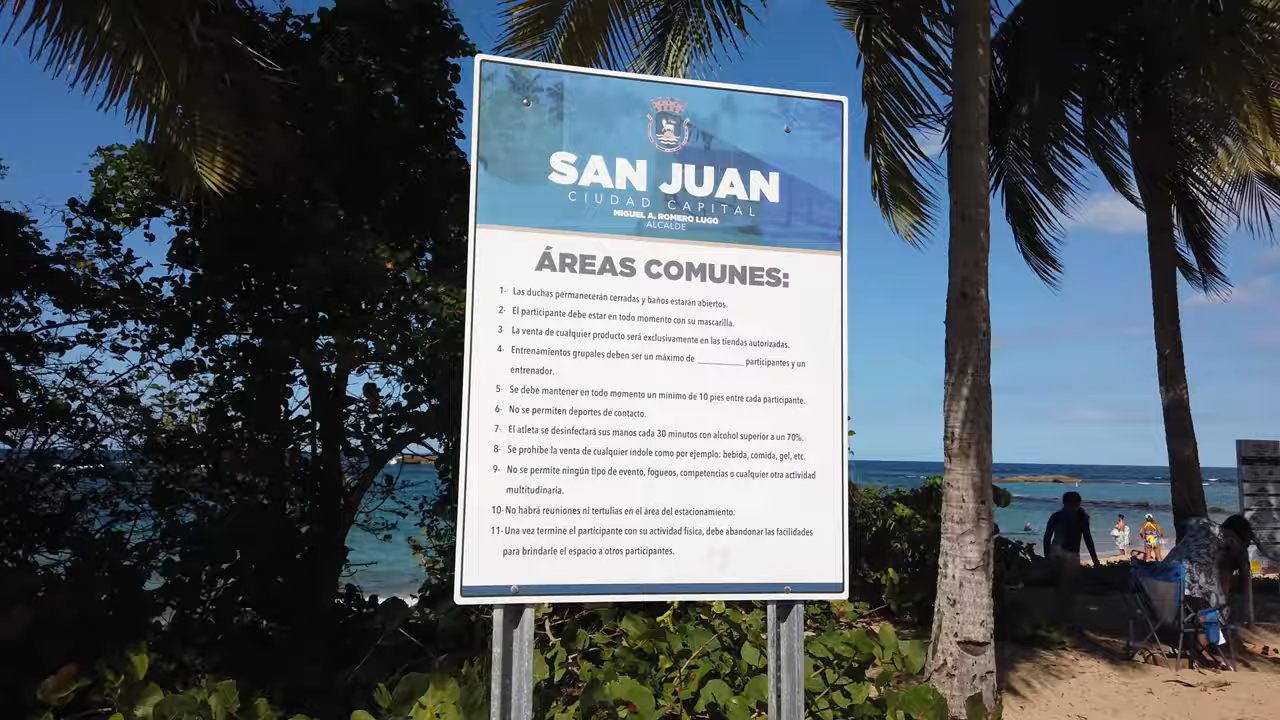 SAN JUAN
CIUDAD CAPITAL
MIGUEL A. ROMERO LUGO
ALCALDE
ÁREAS COMUNES:
1- Las duchas permanecerán cerradas y baños estarán abiertos.
2- El participante debe estar en todo momento con su mascarilla.
3- La venta de cualquier producto será exclusivamente en las tiendas autorizadas.
4- Entrenamientos grupales deben ser un máximo de _________ participantes y un
entrenador.
5- Se debe mantener en todo momento un mínimo de 10 pies entre cada participante.
6- No se permiten deportes de contacto.
7- El atleta se desinfectará sus manos cada 30 minutos con alcohol superior a un 70%.
8- Se prohíbe la venta de cualquier índole como por ejemplo: bebida, comida, gel, etc.
9- No se permite ningún tipo de evento, fogueos, competencias o cualquier otra actividad
multitudinaria.
10- No habrá reuniones ni tertulias en el área del estacionamiento.
11- Una vez termine el participante con su actividad física, debe abandonar las facilidades
para brindarle el espacio a otros participantes.